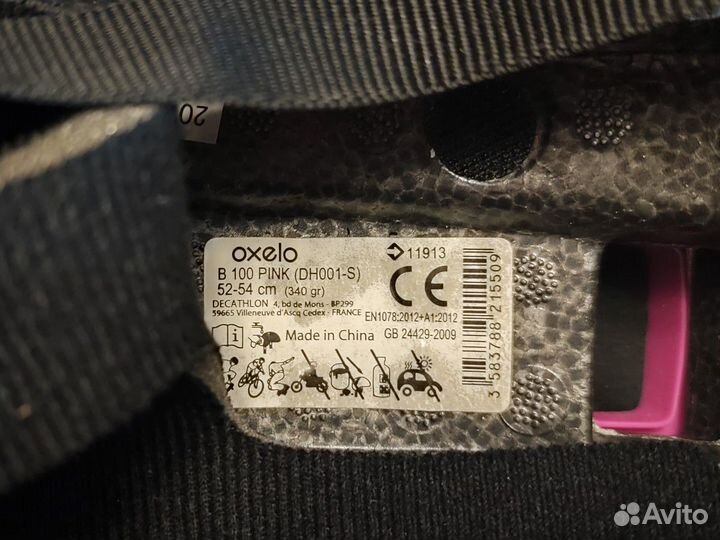 20
oxelo
11913
B 100 PINK (DH001-S)
52-54 cm (340 gr)
CE
DECATHLON 4, bd de Mons - BP299
59665 Villeneuve d'Ascq Cedex - FRANCE
EN1078:2012+A1:2012
Made in China
GB 24429-2009
3 583788 215509
Avito